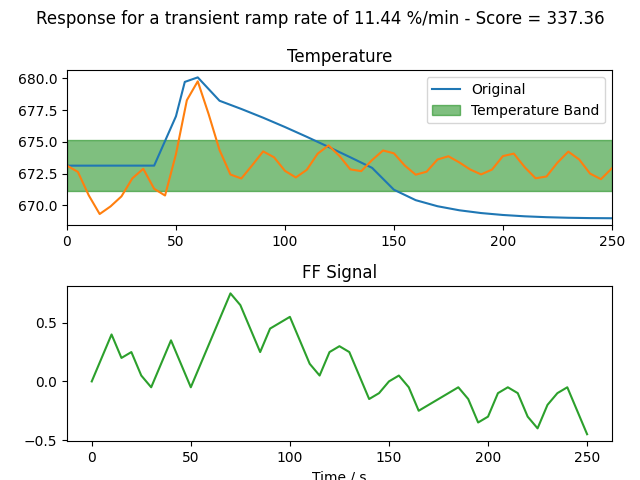 Response for a transient ramp rate of 11.44 %/min - Score = 337.36
Temperature
680.0
677.5
675.0
672.5
670.0
Original
Temperature Band
0 50 100 150 200 250
FF Signal
0.5
0.0
−0.5
0 50 100 150 200 250
Time / s